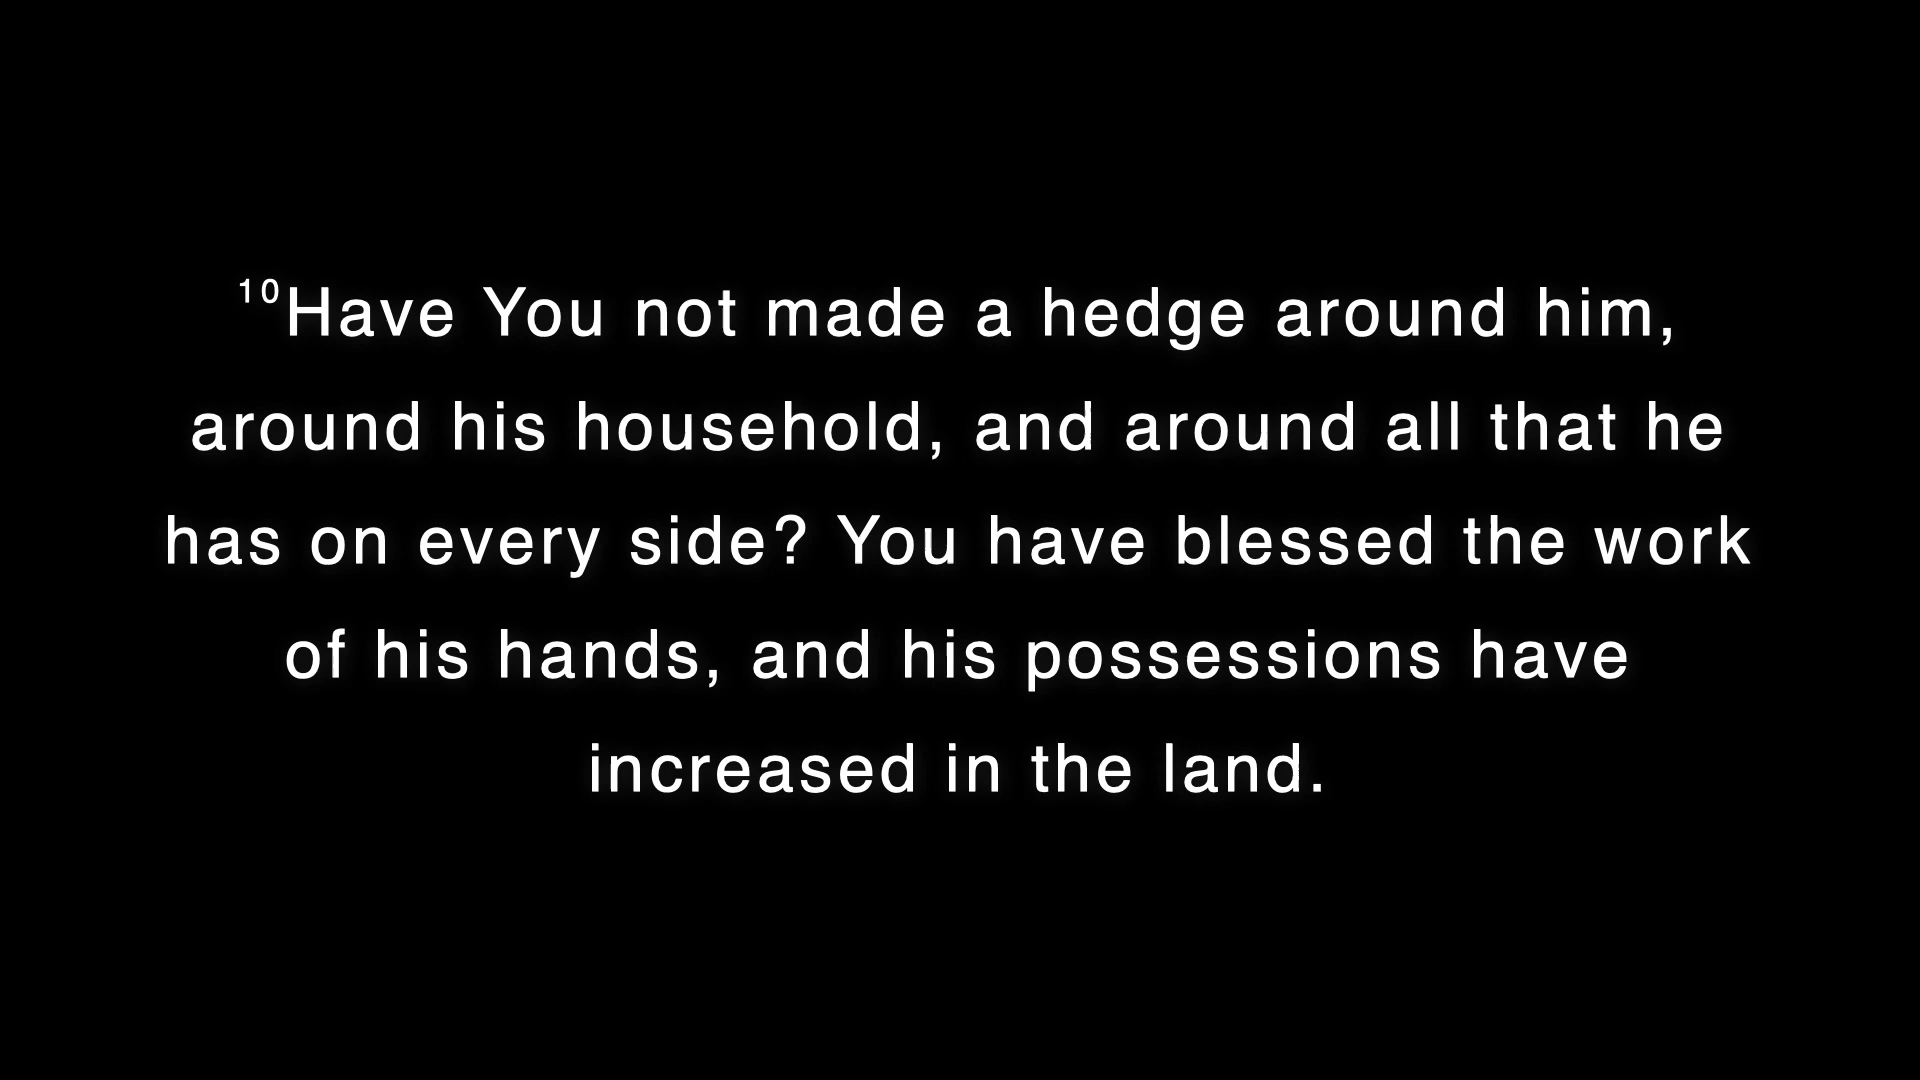 10Have You not made a hedge around him,
around his household, and around all that he
has on every side? You have blessed the work
of his hands, and his possessions have
increased in the land.